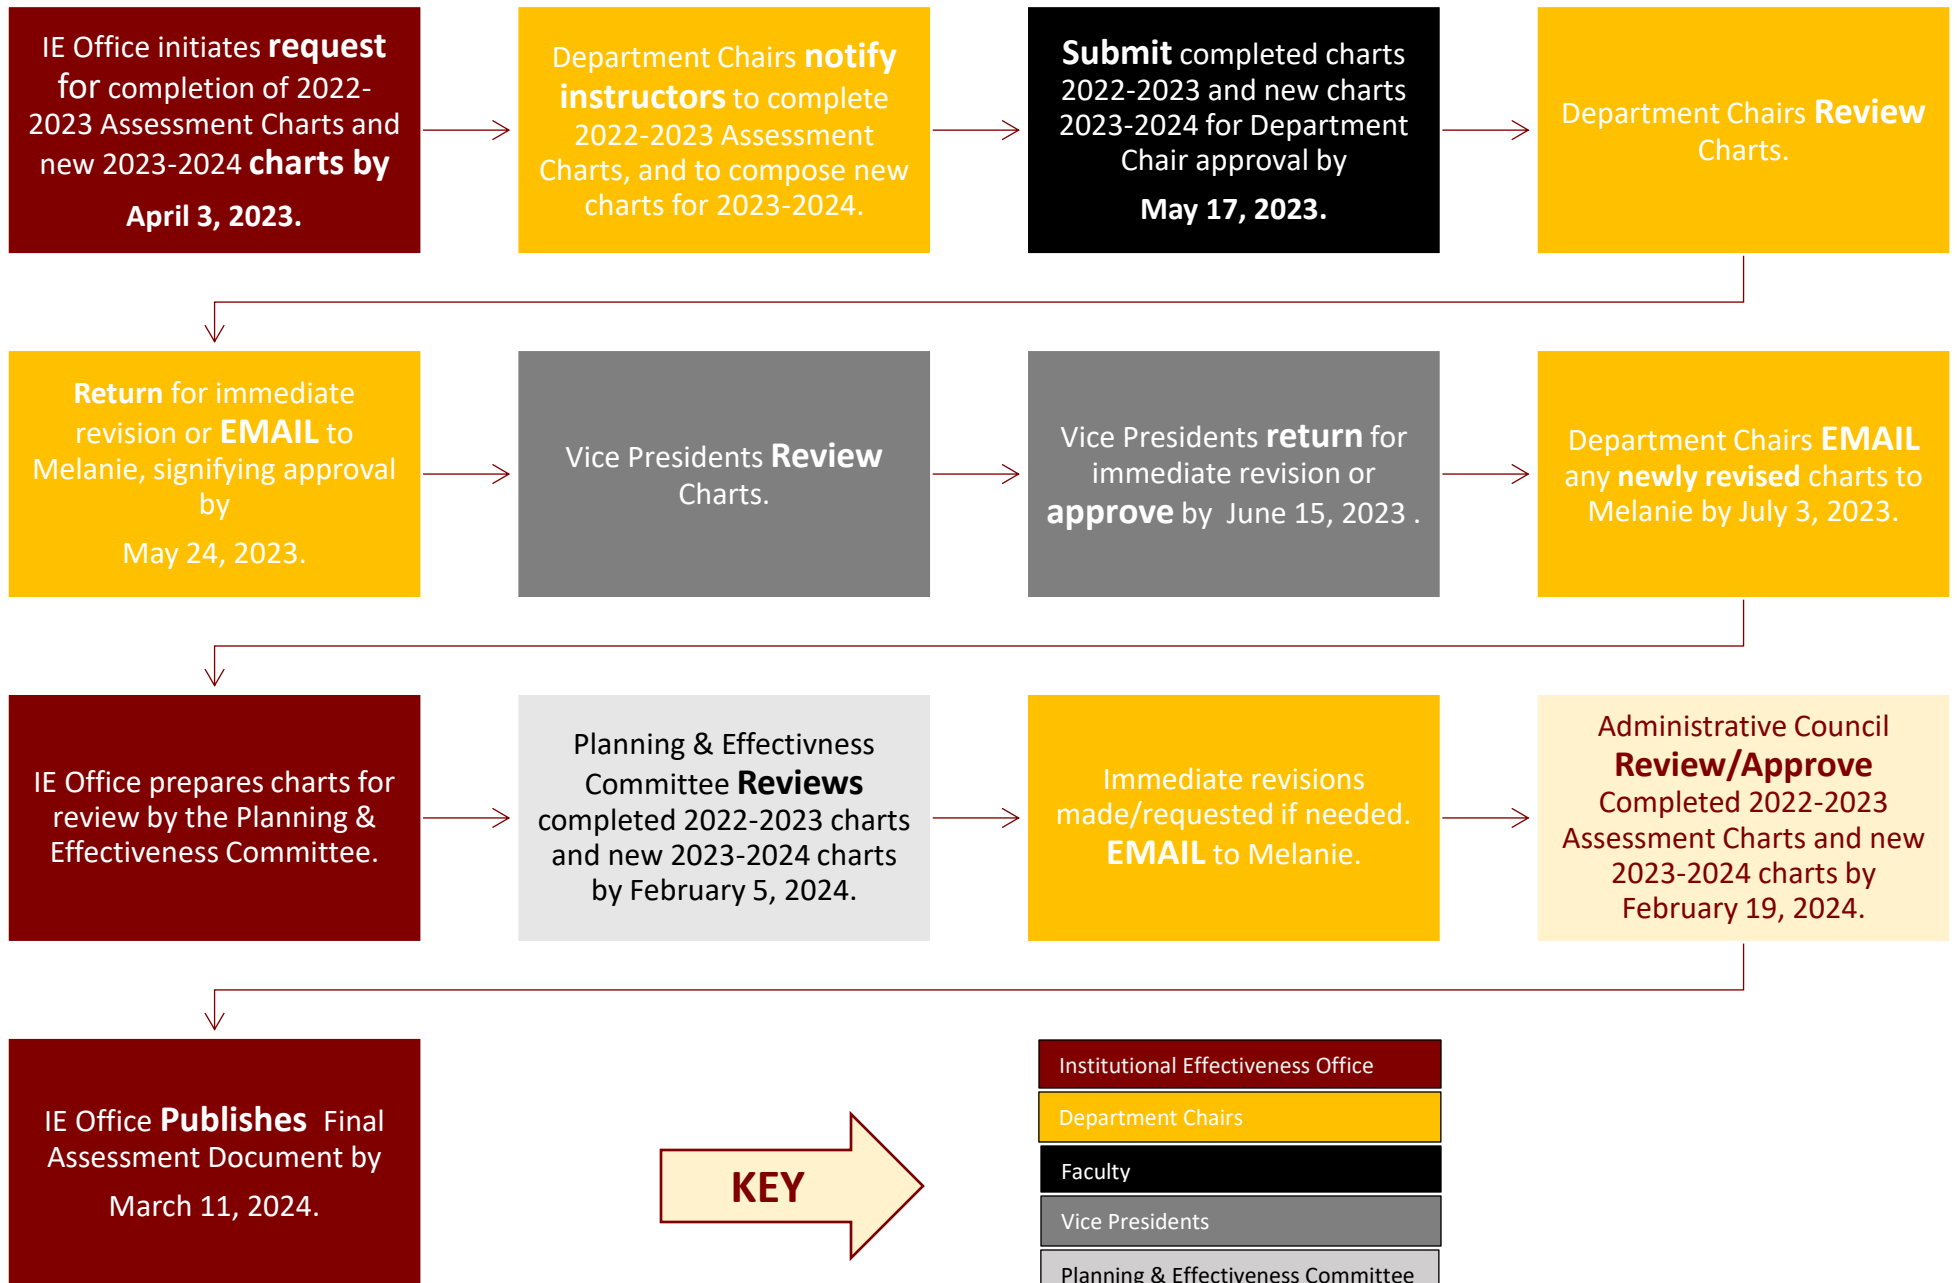 IE Office initiates request
for completion of 2022-
2023 Assessment Charts and
new 2023-2024 charts by
April 3, 2023.
Department Chairs notify
instructors to complete
2022-2023 Assessment
Charts, and to compose new
charts for 2023-2024.
Submit completed charts
2022-2023 and new charts
2023-2024 for Department
Chair approval by
May 17, 2023.
Department Chairs Review
Charts.
Return for immediate
revision or EMAIL to
Melanie, signifying approval
by
May 24, 2023.
Vice Presidents Review
Charts.
Vice Presidents return for
immediate revision or
approve by June 15, 2023 .
Department Chairs EMAIL
any newly revised charts to
Melanie by July 3, 2023.
IE Office prepares charts for
review by the Planning &
Effectiveness Committee.
Planning & Effectivness
Committee Reviews
completed 2022-2023 charts
and new 2023-2024 charts
by February 5, 2024.
Immediate revisions
made/requested if needed.
EMAIL to Melanie.
Administrative Council
Review/Approve
Completed 2022-2023
Assessment Charts and new
2023-2024 charts by
February 19, 2024.
IE Office Publishes Final
Assessment Document by
March 11, 2024.
KEY
Institutional Effectiveness Office
Department Chairs
Faculty
Vice Presidents
Planning & Effectiveness Committee